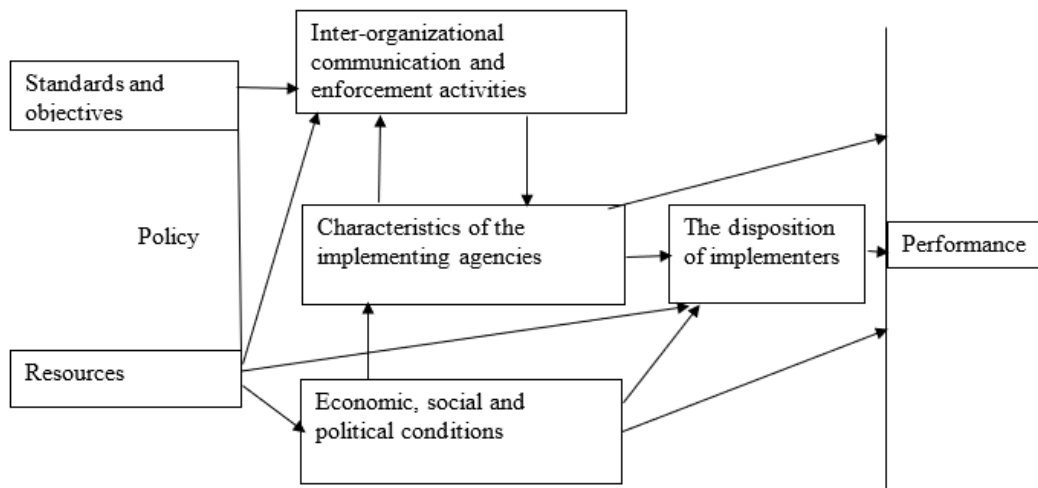 Inter-organizational
communication and
enforcement activities
Standards and
objectives
Policy
Characteristics of the
implementing agencies
The disposition
of implementers
Performance
Resources
Economic, social and
political conditions